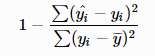 1 − ∑(ŷᵢ − yᵢ)² / ∑(yᵢ − ȳ)²